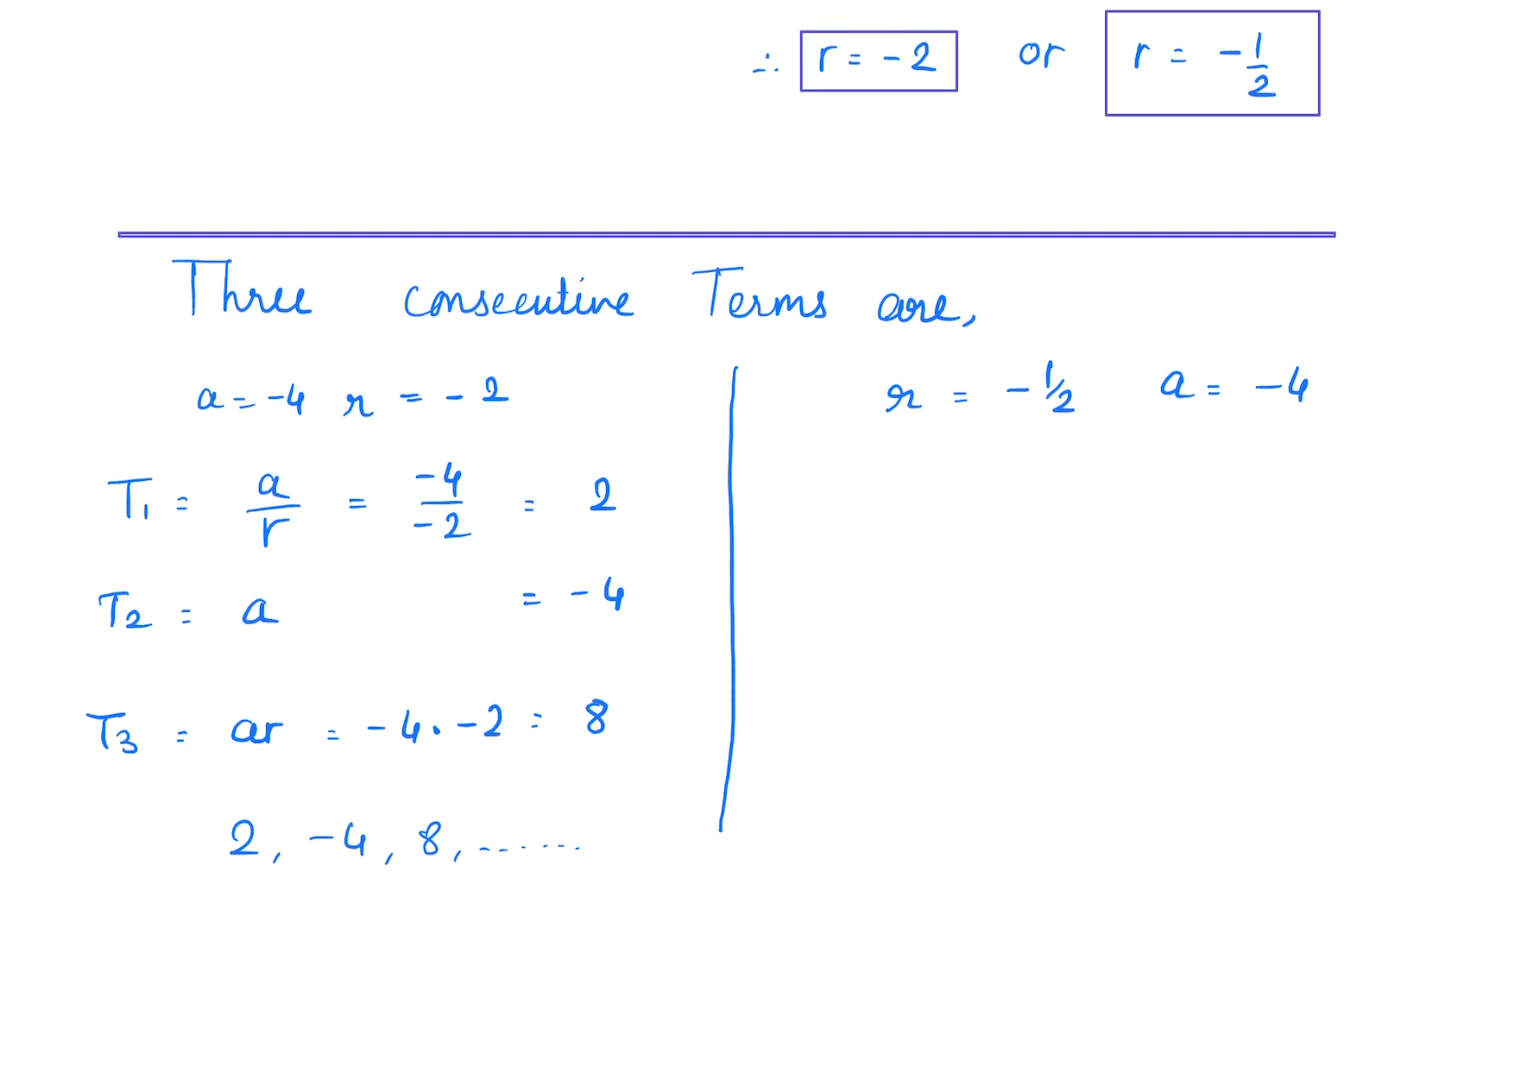 ∴ r = -2 or r = -1/2
Three consecutive Terms are,
a = -4 r = -2
T1 = a/r = -4/-2 = 2
T2 = a = -4
T3 = ar = -4 · -2 = 8
2, -4, 8, .......
r = -1/2 a = -4